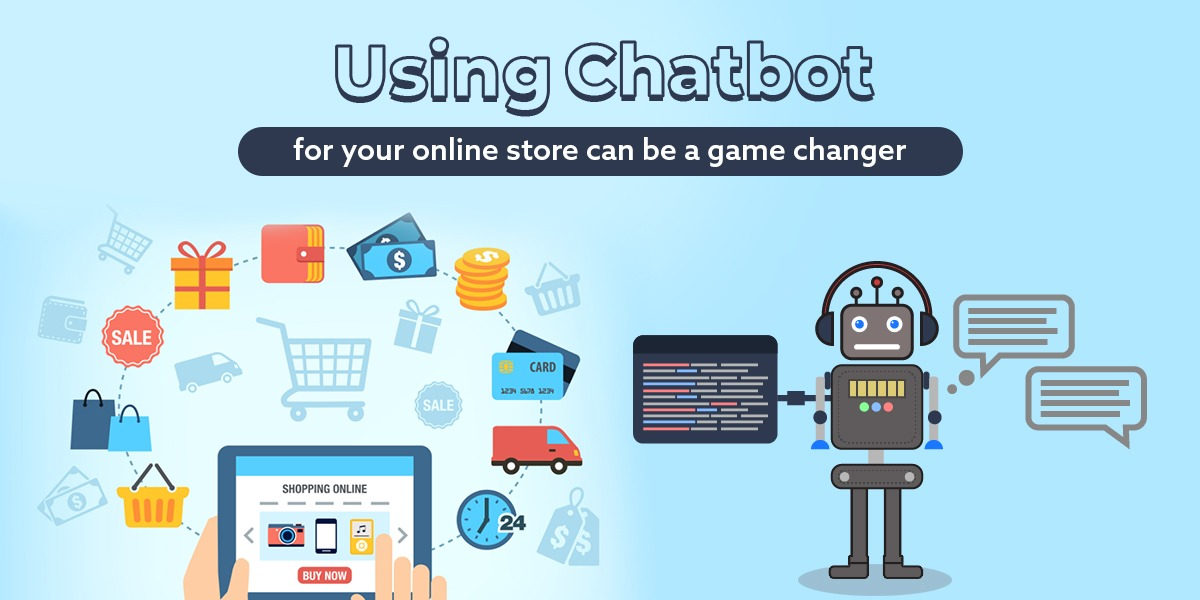 Using Chatbot
for your online store can be a game changer
SALE
$
$
CARD
1234 5678 1234
SALE
SHOPPING ONLINE
24
$
$ $
BUY NOW